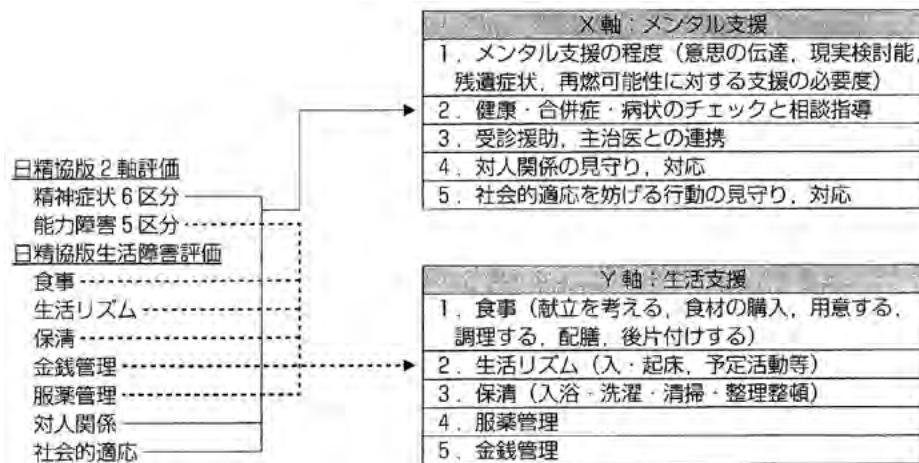 日精協版2軸評価
精神症状6区分
能力障害5区分
日精協版生活障害評価
食事
生活リズム
保清
金銭管理
服薬管理
対人関係
社会的適応
X軸：メンタル支援
1．メンタル支援の程度（意思の伝達，現実検討能，
残遺症状，再燃可能性に対する支援の必要度）
2．健康・合併症・病状のチェックと相談指導
3．受診援助，主治医との連携
4．対人関係の見守り，対応
5．社会的適応を妨げる行動の見守り，対応
Y軸：生活支援
1．食事（献立を考える，食材の購入，用意する，
調理する，配膳，後片付けする）
2．生活リズム（入・起床，予定活動等）
3．保清（入浴・洗濯・清掃・整理整頓）
4．服薬管理
5．金銭管理